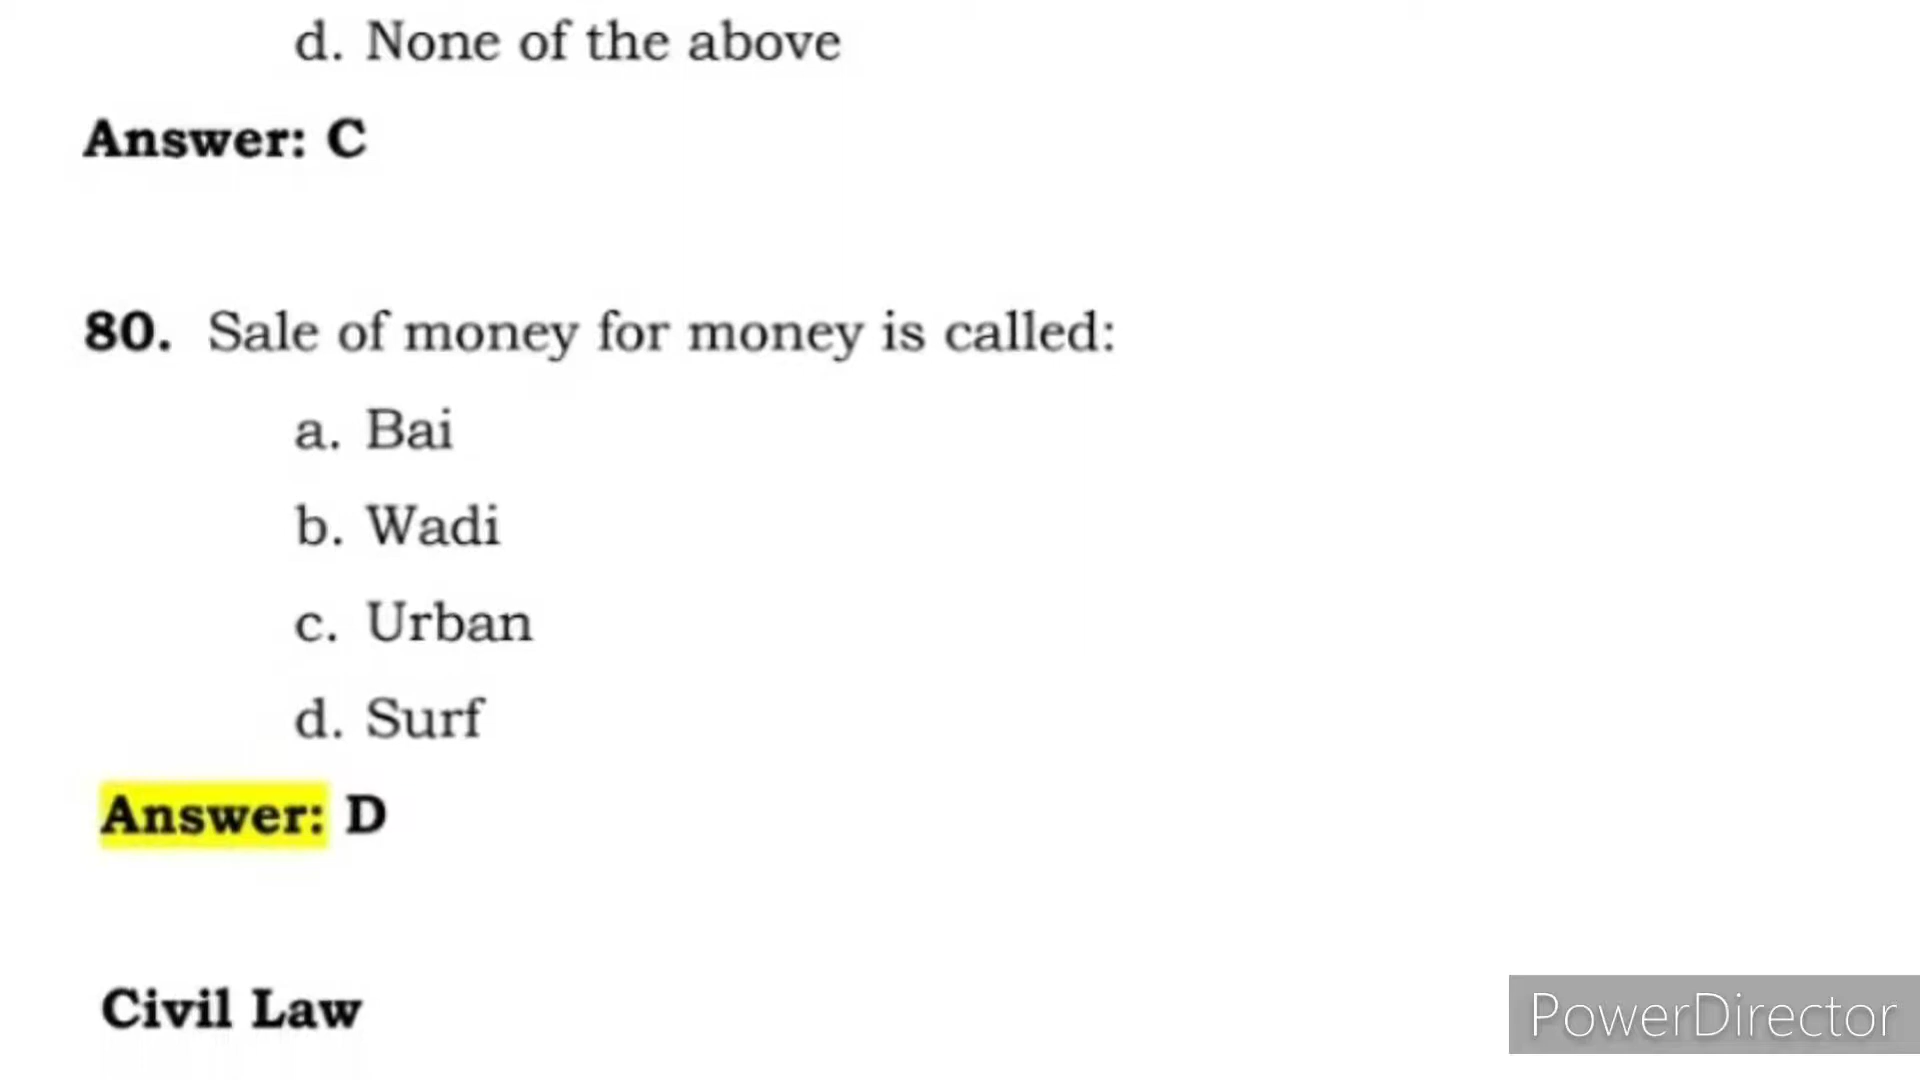 d. None of the above
Answer: C
80. Sale of money for money is called:
a. Bai
b. Wadi
c. Urban
d. Surf
Answer: D
Civil Law
PowerDirector